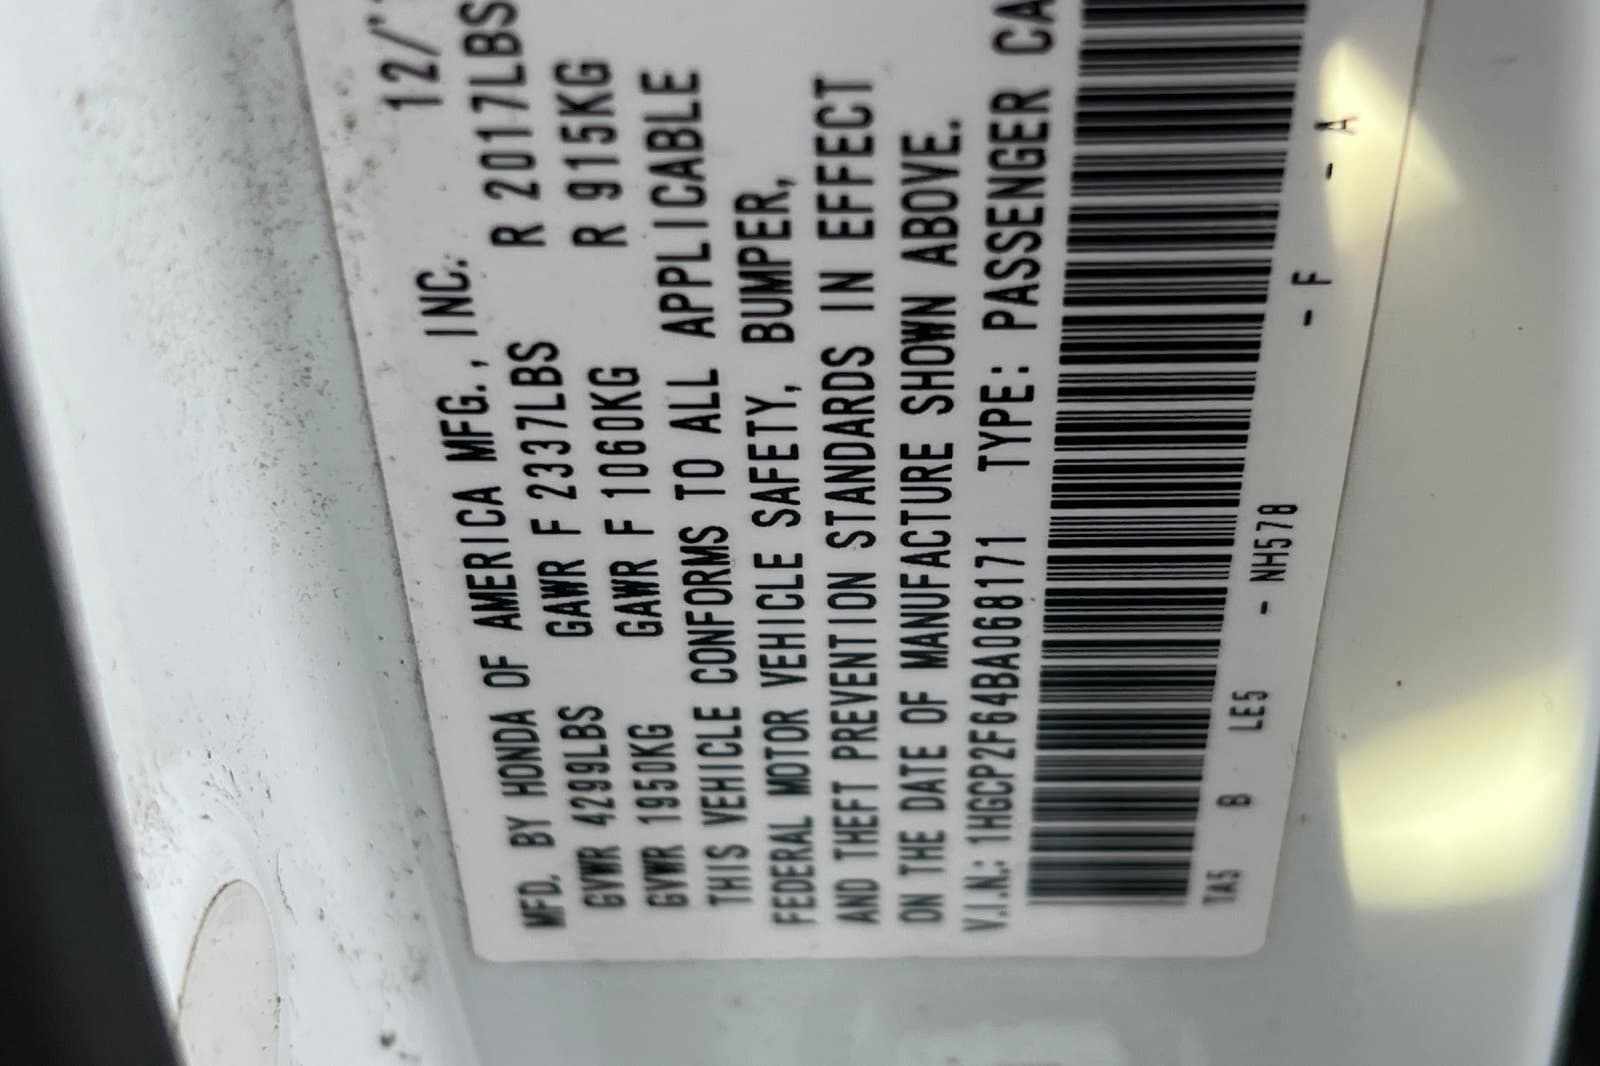 MFD. BY HONDA OF AMERICA MFG., INC. 12/
GVWR 4299LBS GAWR F 2337LBS R 2017LBS
GVWR 1950KG GAWR F 1060KG R 915KG
THIS VEHICLE CONFORMS TO ALL APPLICABLE
FEDERAL MOTOR VEHICLE SAFETY, BUMPER,
AND THEFT PREVENTION STANDARDS IN EFFECT
ON THE DATE OF MANUFACTURE SHOWN ABOVE.
V.I.N.: 1HGCP2F64BA068171 TYPE: PASSENGER CA
TA5 B LE5 - NH578 - F - A